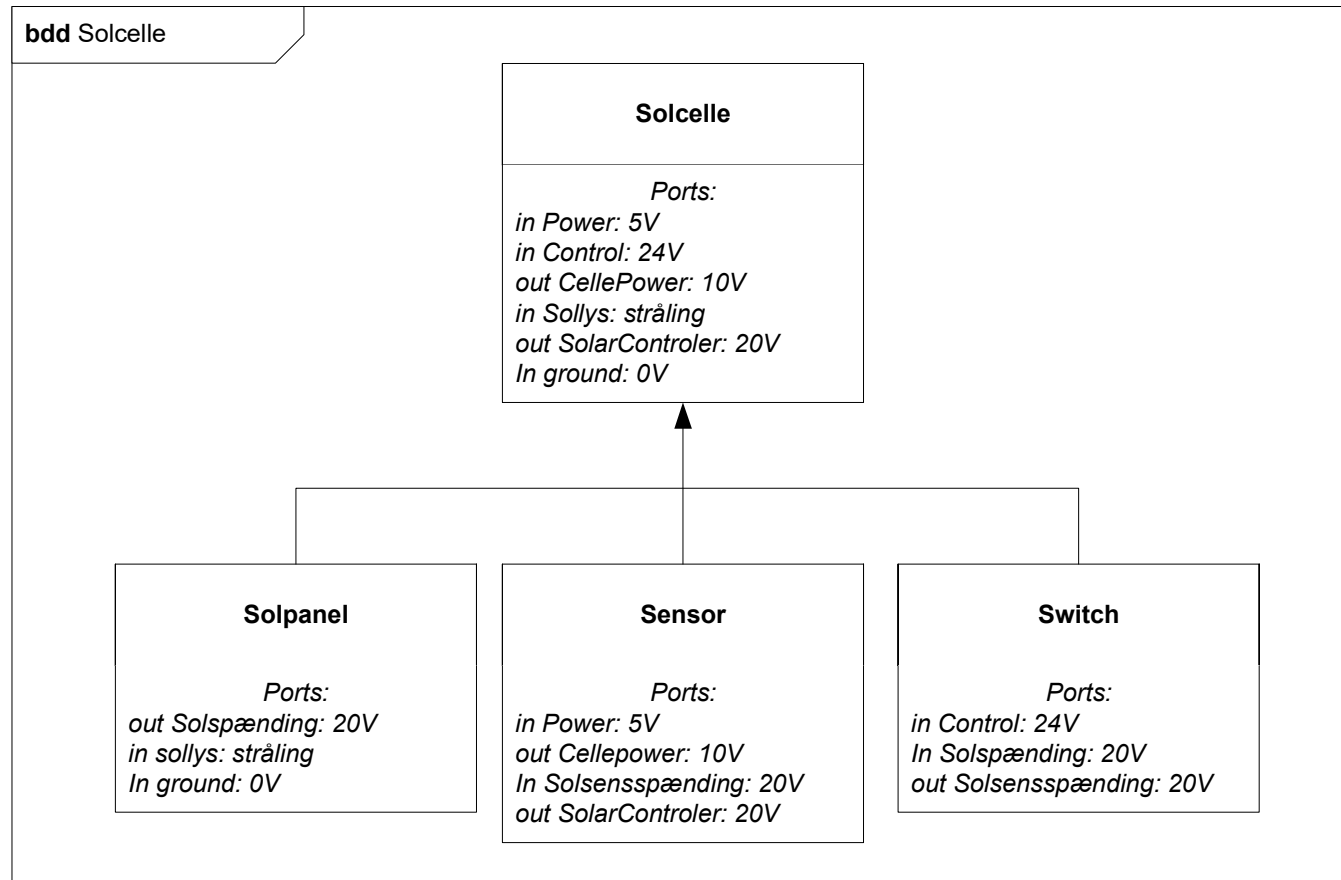 bdd Solcelle
Solcelle
Ports:
in Power: 5V
in Control: 24V
out CellePower: 10V
in Sollys: stråling
out SolarControler: 20V
In ground: 0V
Solpanel
Ports:
out Solspænding: 20V
in sollys: stråling
In ground: 0V
Sensor
Ports:
in Power: 5V
out Cellepower: 10V
In Solsensspænding: 20V
out SolarControler: 20V
Switch
Ports:
in Control: 24V
In Solspænding: 20V
out Solsensspænding: 20V